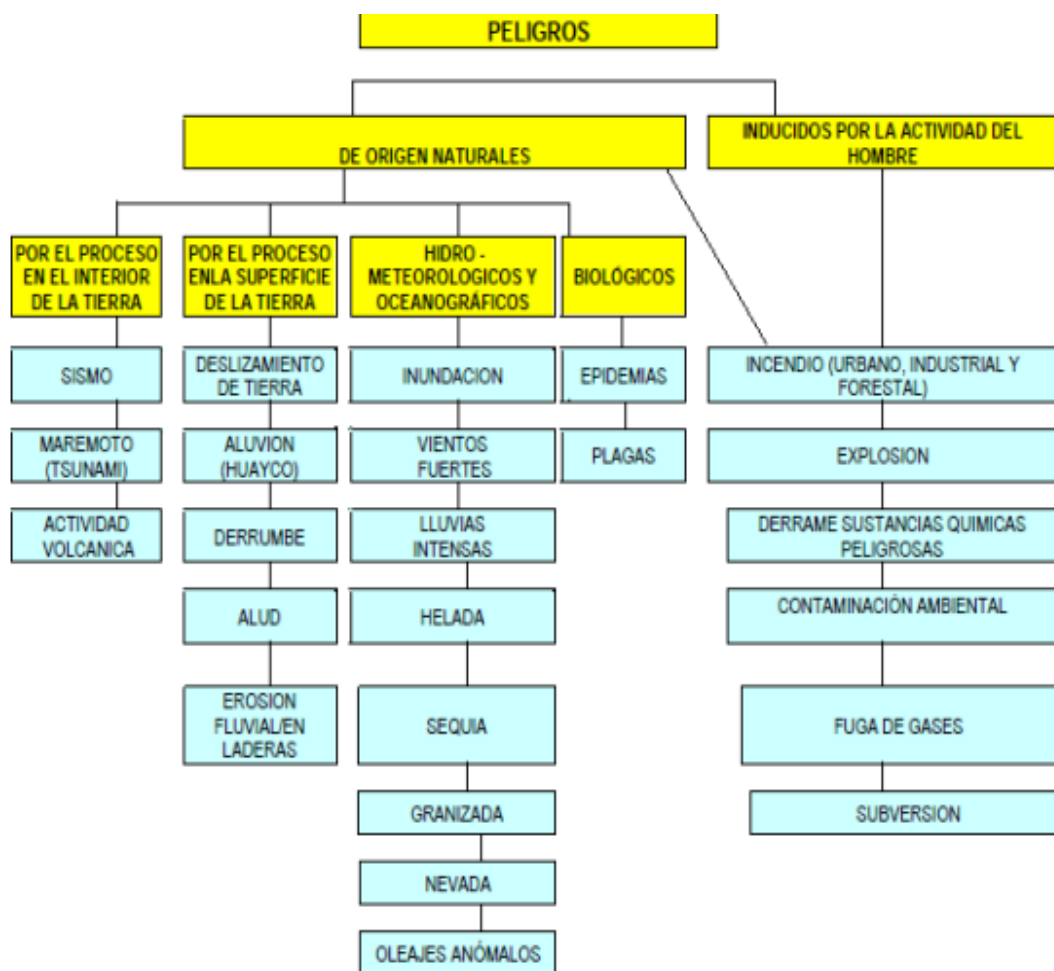 PELIGROS
DE ORIGEN NATURALES
INDUCIDOS POR LA ACTIVIDAD DEL
HOMBRE
POR EL PROCESO
EN EL INTERIOR
DE LA TIERRA
POR EL PROCESO
ENLA SUPERFICIE
DE LA TIERRA
HIDRO -
METEOROLOGICOS Y
OCEANOGRÁFICOS
BIOLÓGICOS
SISMO
DESLIZAMIENTO
DE TIERRA
INUNDACION
EPIDEMIAS
INCENDIO (URBANO, INDUSTRIAL Y
FORESTAL)
MAREMOTO
(TSUNAMI)
ALUVION
(HUAYCO)
VIENTOS
FUERTES
PLAGAS
EXPLOSION
ACTIVIDAD
VOLCANICA
DERRUMBE
LLUVIAS
INTENSAS
DERRAME SUSTANCIAS QUIMICAS
PELIGROSAS
ALUD
HELADA
CONTAMINACIÓN AMBIENTAL
EROSION
FLUVIAL/EN
LADERAS
SEQUIA
FUGA DE GASES
GRANIZADA
SUBVERSION
NEVADA
OLEAJES ANÓMALOS